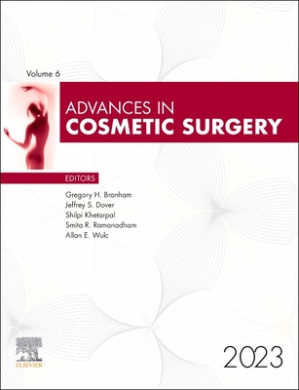 Volume 6
ADVANCES IN
COSMETIC SURGERY
EDITORS
Gregory H. Branham
Jeffrey S. Dover
Shilpi Khetarpal
Smita R. Ramanadham
Allan E. Wulc
ELSEVIER
2023